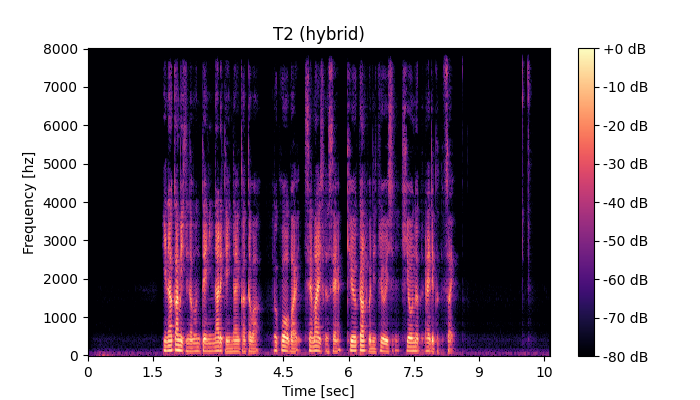 T2 (hybrid)
8000
7000
6000
5000
4000
3000
2000
1000
0
Frequency [hz]
0 1.5 3 4.5 6 7.5 9 10
Time [sec]
+0 dB
-10 dB
-20 dB
-30 dB
-40 dB
-50 dB
-60 dB
-70 dB
-80 dB